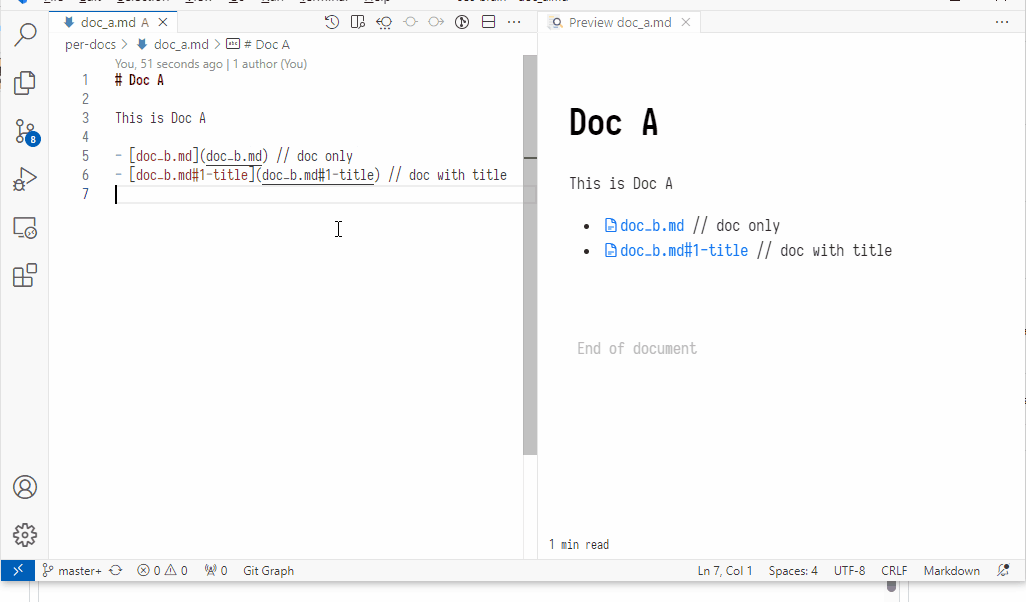 doc_a.md A
Preview doc_a.md
per-docs > doc_a.md > # Doc A
You, 51 seconds ago | 1 author (You)
1 # Doc A
2
3 This is Doc A
4
5 - [doc_b.md](doc_b.md) // doc only
6 - [doc_b.md#1-title](doc_b.md#1-title) // doc with title
7
8
Doc A
This is Doc A
• doc_b.md // doc only
• doc_b.md#1-title // doc with title
End of document
1 min read
master+ 0 0 0 Git Graph
Ln 7, Col 1 Spaces: 4 UTF-8 CRLF Markdown